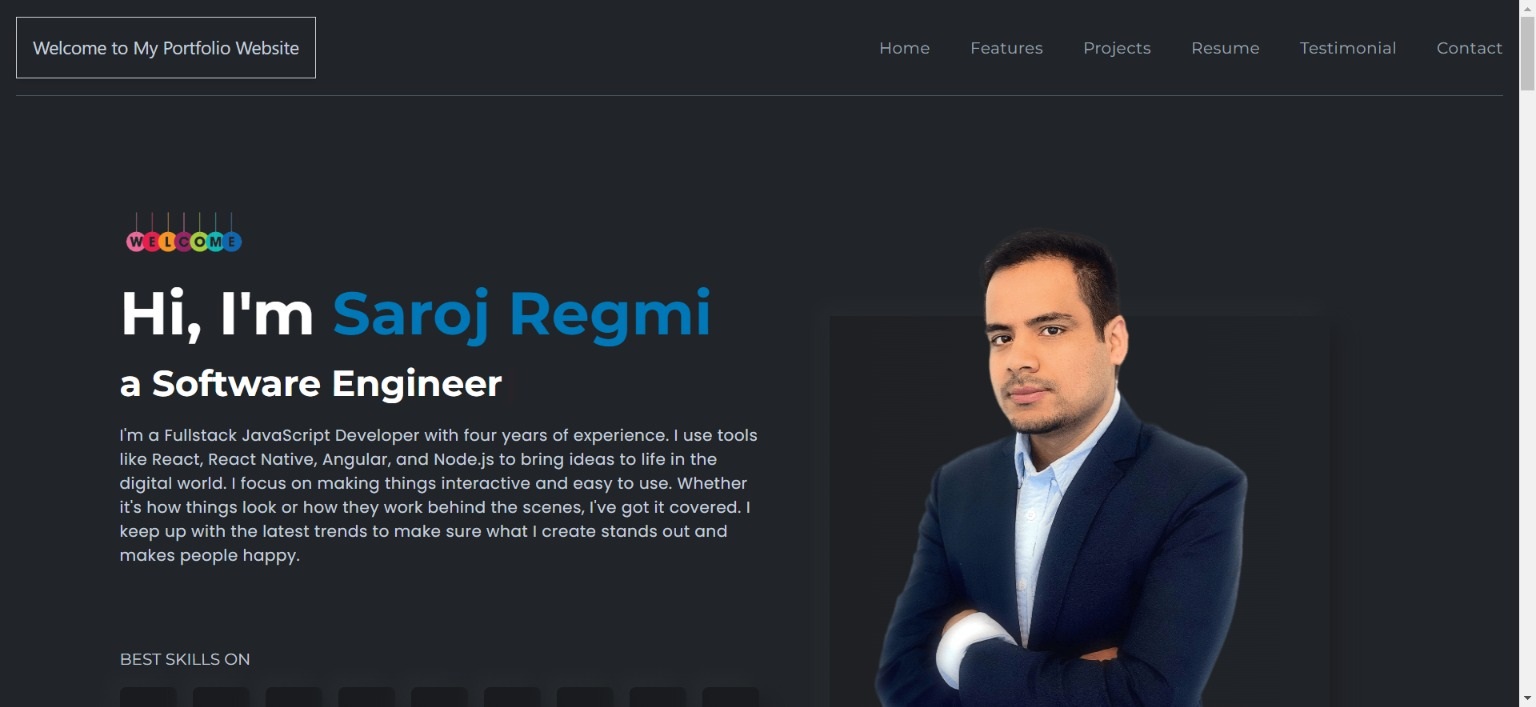 Welcome to My Portfolio Website
Home Features Projects Resume Testimonial Contact
WELCOME
Hi, I'm Saroj Regmi
a Software Engineer
I'm a Fullstack JavaScript Developer with four years of experience. I use tools
like React, React Native, Angular, and Node.js to bring ideas to life in the
digital world. I focus on making things interactive and easy to use. Whether
it's how things look or how they work behind the scenes, I've got it covered. I
keep up with the latest trends to make sure what I create stands out and
makes people happy.
BEST SKILLS ON